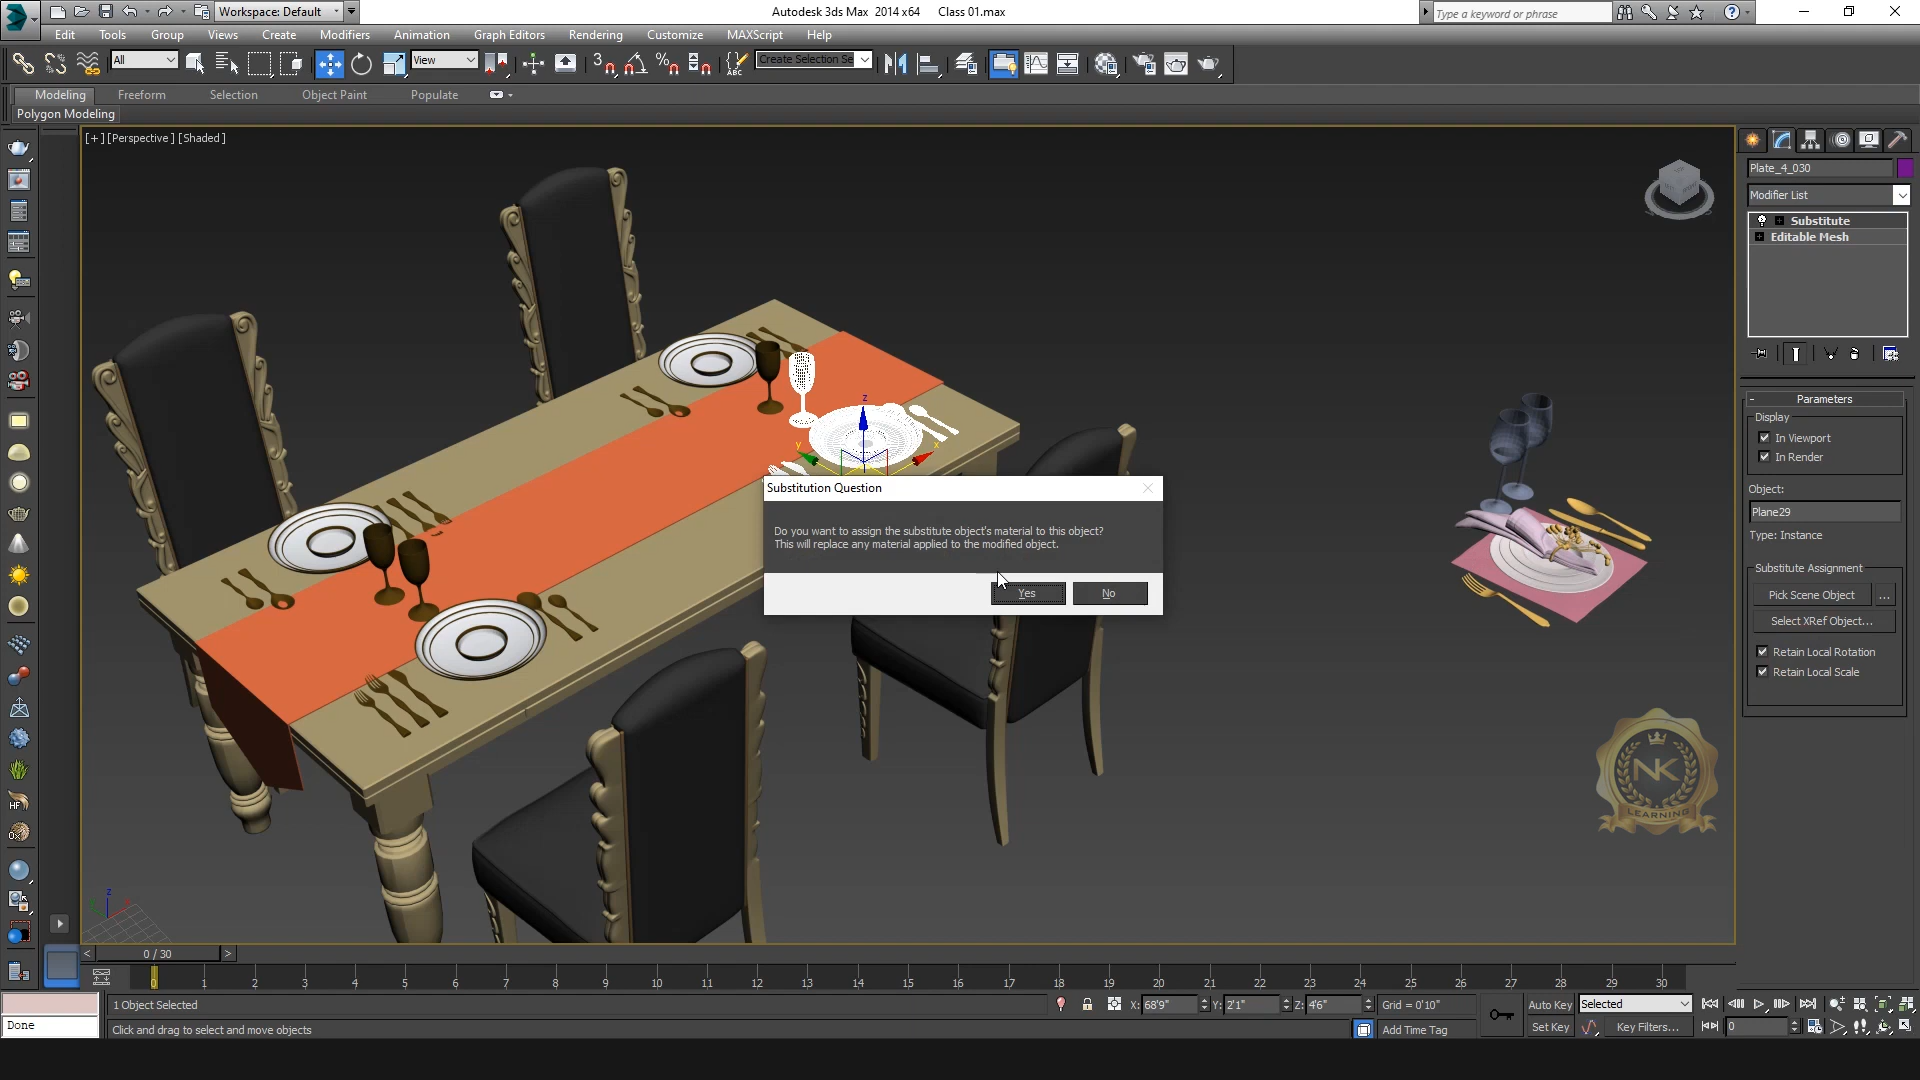 Workspace: Default
Autodesk 3ds Max  2014 x64     Class 01.max
Type a keyword or phrase
Edit Tools Group Views Create Modifiers Animation Graph Editors Rendering Customize MAXScript Help
All
View
3
ABC
Create Selection Se
Modeling Freeform Selection Object Paint Populate
Polygon Modeling
[+] [Perspective] [Shaded]
Plate_4_030
Modifier List
Substitute
Editable Mesh
Parameters
Display
In Viewport
In Render
Object:
Plane29
Type: Instance
Substitute Assignment
Pick Scene Object ...
Select XRef Object...
Retain Local Rotation
Retain Local Scale
z
y
x
Substitution Question
Do you want to assign the substitute object's material to this object?
This will replace any material applied to the modified object.
Yes No
NK
LEARNING
HF
z
< 0 / 30 >
0 1 2 3 4 5 6 7 8 9 10 11 12 13 14 15 16 17 18 19 20 21 22 23 24 25 26 27 28 29 30
1 Object Selected
X: 68'9" Y: 2'1" Z: 4'6" Grid = 0'10"
Auto Key Selected
Done
Click and drag to select and move objects
Add Time Tag
Set Key Key Filters... 0